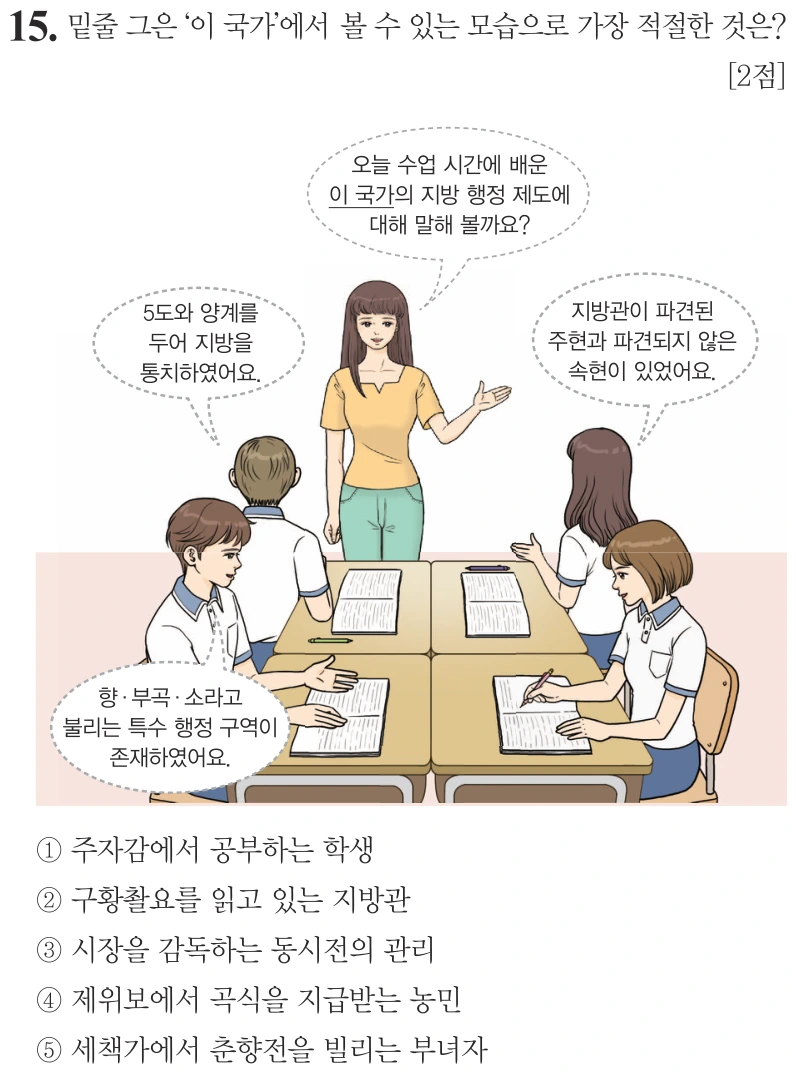 15. 밑줄 그은 ‘이 국가’에서 볼 수 있는 모습으로 가장 적절한 것은?
[2점]
오늘 수업 시간에 배운
이 국가의 지방 행정 제도에
대해 말해 볼까요?
5도와 양계를
두어 지방을
통치하였어요.
지방관이 파견된
주현과 파견되지 않은
속현이 있었어요.
향·부곡·소라고
불리는 특수 행정 구역이
존재하였어요.
① 주자감에서 공부하는 학생
② 구황촬요를 읽고 있는 지방관
③ 시장을 감독하는 동시전의 관리
④ 제위보에서 곡식을 지급받는 농민
⑤ 세책가에서 춘향전을 빌리는 부녀자